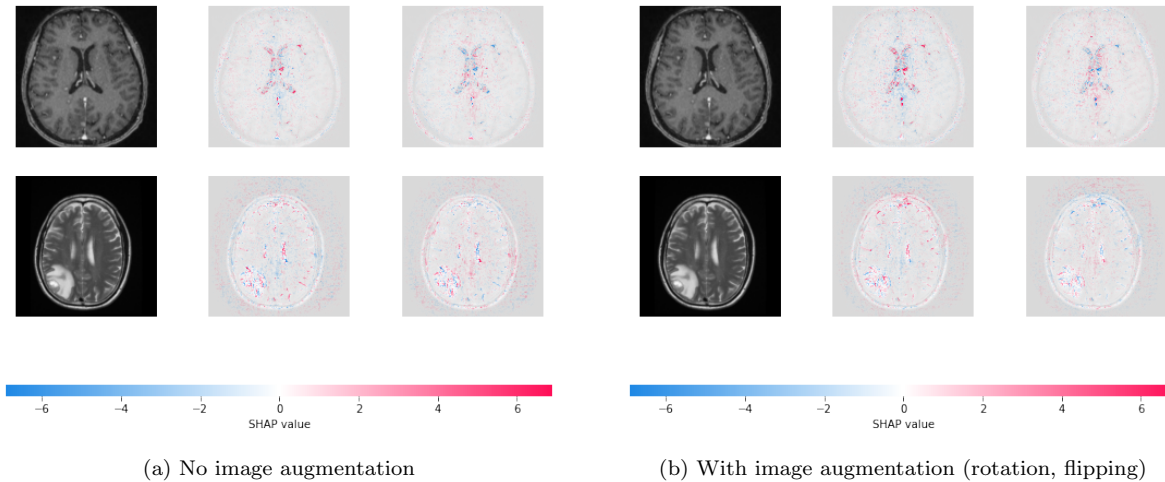 −6 −4 −2 0 2 4 6
SHAP value
(a) No image augmentation
−6 −4 −2 0 2 4 6
SHAP value
(b) With image augmentation (rotation, flipping)